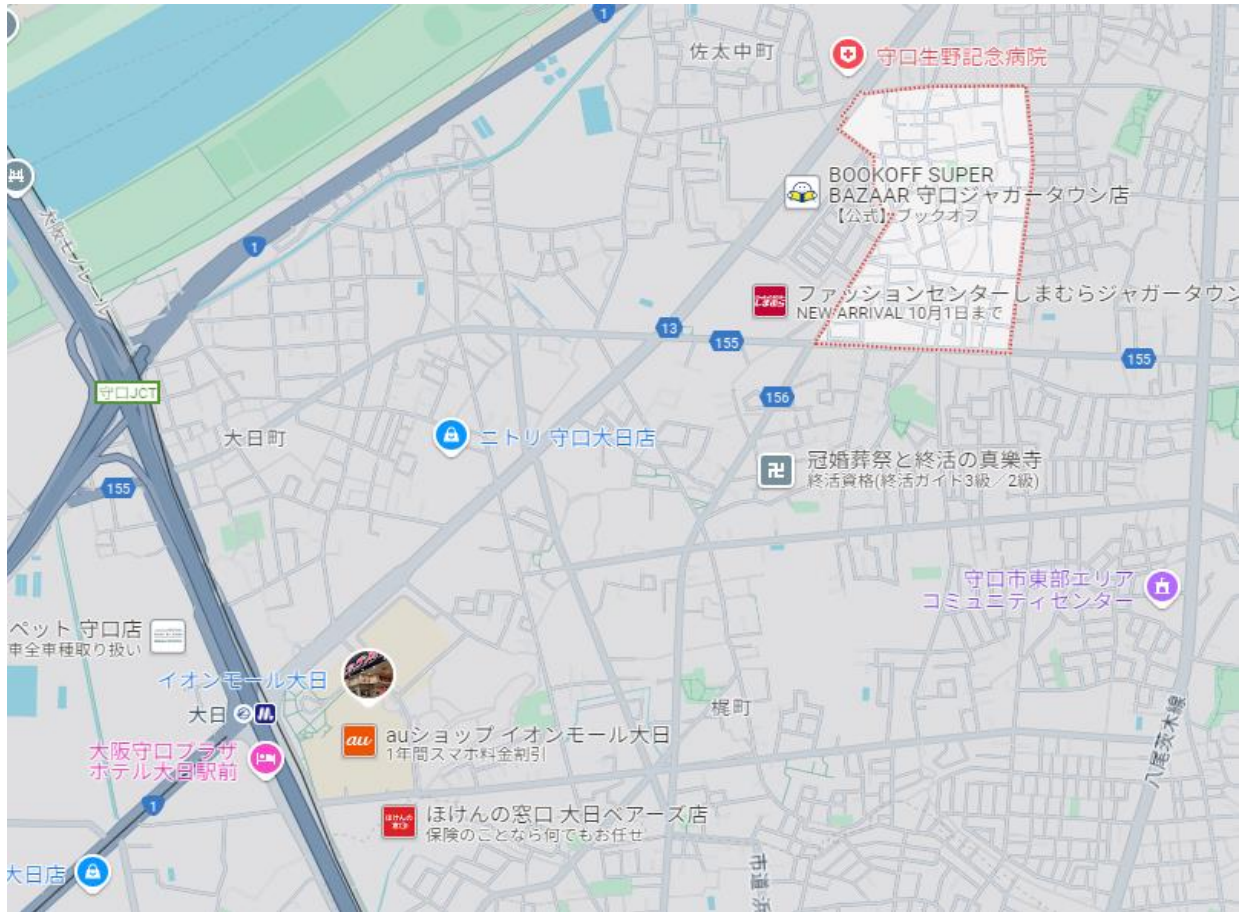 1
佐太中町
守口生野記念病院
BOOKOFF SUPER
BAZAAR 守口ジャガータウン店
【公式】ブックオフ
大阪モノレール
1
ファッションセンターしまむらジャガータウン
NEW ARRIVAL 10月1日まで
13
155
155
守口JCT
156
大日町
ニトリ 守口大日店
冠婚葬祭と終活の真樂寺
終活資格(終活ガイド3級／2級)
155
守口市東部エリア
コミュニティセンター
ペット 守口店
車全車種取り扱い
イオンモール大日
大日
梶町
八尾茨木線
auショップ イオンモール大日
au
1年間スマホ料金割引
大阪守口プラザ
ホテル大日駅前
1
ほけんの窓口 大日ベアーズ店
保険のことなら何でもお任せ
大日店
市道浜